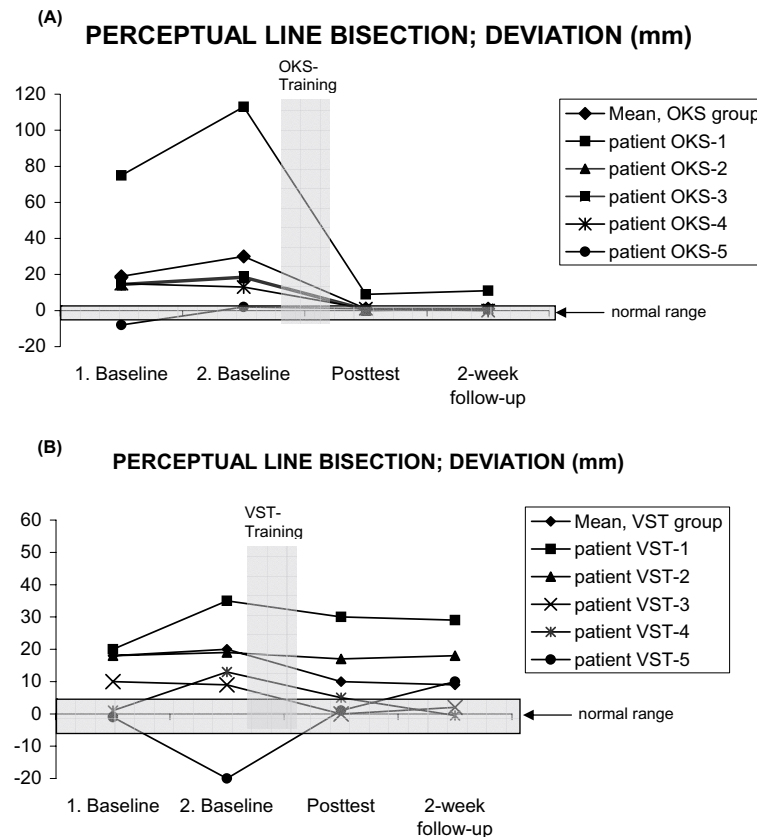 (A)
PERCEPTUAL LINE BISECTION; DEVIATION (mm)
OKS-
Training
120
100
80
60
40
20
0
-20
1. Baseline
2. Baseline
Posttest
2-week
follow-up
Mean, OKS group
patient OKS-1
patient OKS-2
patient OKS-3
patient OKS-4
patient OKS-5
normal range
(B)
PERCEPTUAL LINE BISECTION; DEVIATION (mm)
VST-
Training
60
50
40
30
20
10
0
-10
-20
1. Baseline
2. Baseline
Posttest
2-week
follow-up
Mean, VST group
patient VST-1
patient VST-2
patient VST-3
patient VST-4
patient VST-5
normal range